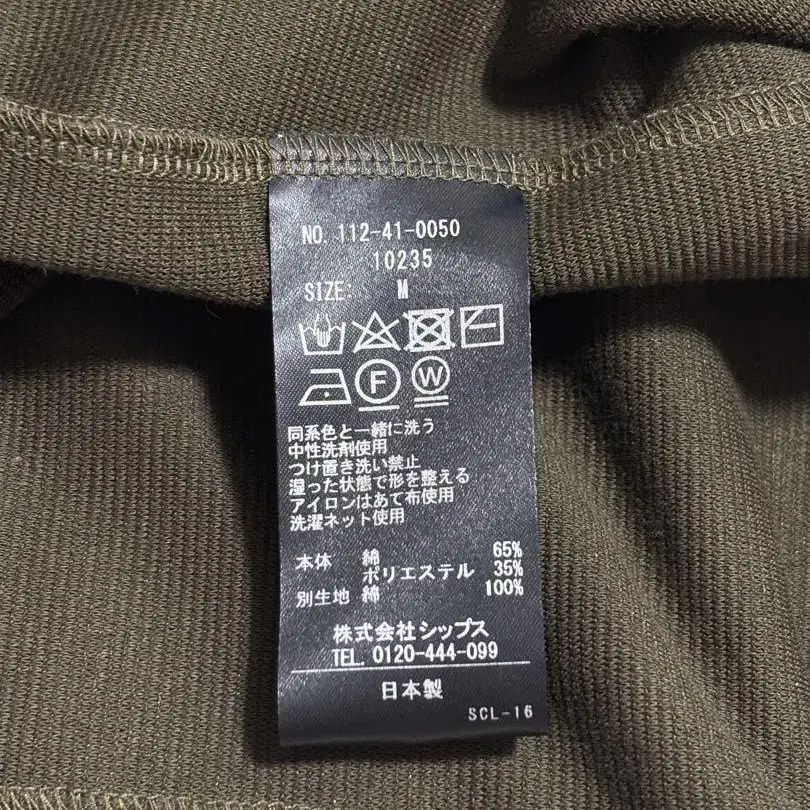 NO. 112-41-0050
10235
SIZE: M
F W
同系色と一緒に洗う
中性洗剤使用
つけ置き洗い禁止
湿った状態で形を整える
アイロンはあて布使用
洗濯ネット使用
本体 綿 65%
ポリエステル 35%
別生地 綿 100%
株式会社シップス
TEL. 0120-444-099
日本製
SCL-16